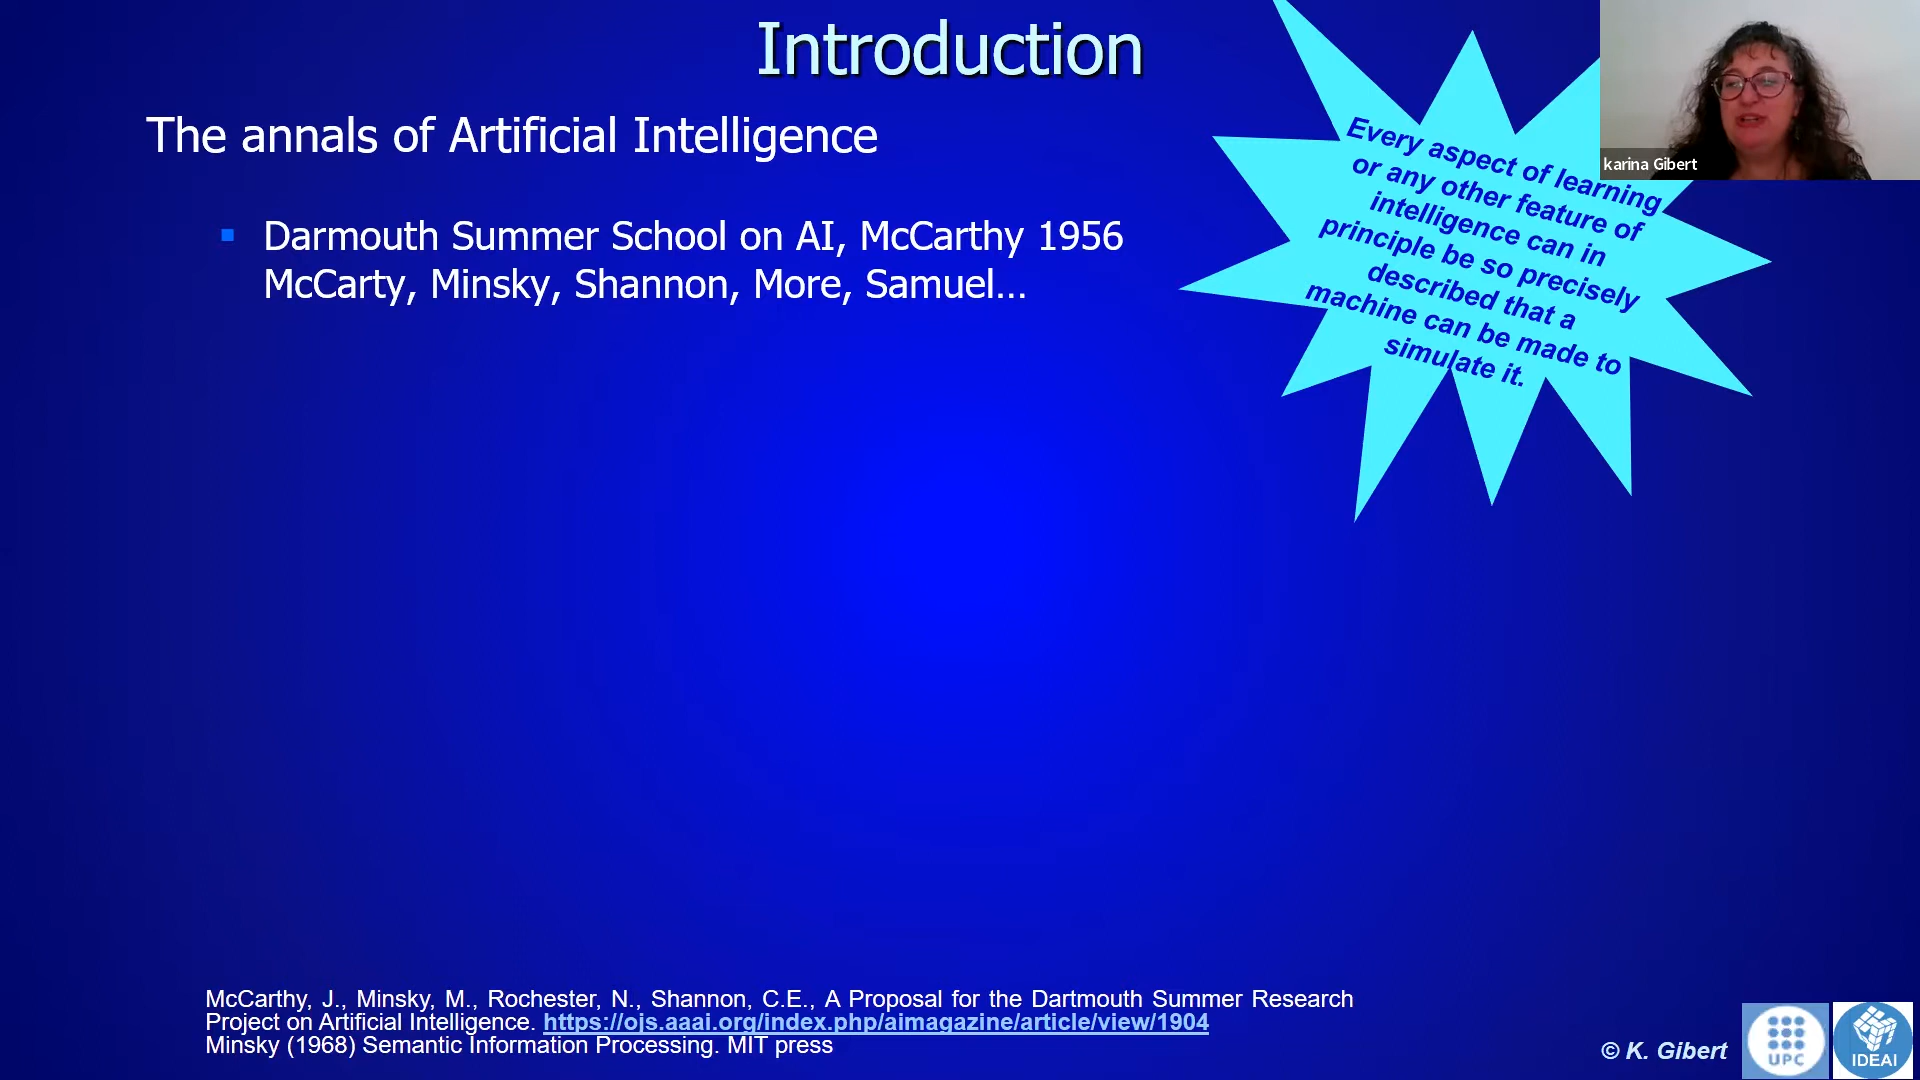 Introduction
The annals of Artificial Intelligence
Darmouth Summer School on AI, McCarthy 1956
McCarty, Minsky, Shannon, More, Samuel...
Every aspect of learning
or any other feature of
intelligence can in
principle be so precisely
described that a
machine can be made to
simulate it.
karina Gibert
McCarthy, J., Minsky, M., Rochester, N., Shannon, C.E., A Proposal for the Dartmouth Summer Research
Project on Artificial Intelligence. https://ojs.aaai.org/index.php/aimagazine/article/view/1904
Minsky (1968) Semantic Information Processing. MIT press
© K. Gibert
UPC
IDEAI